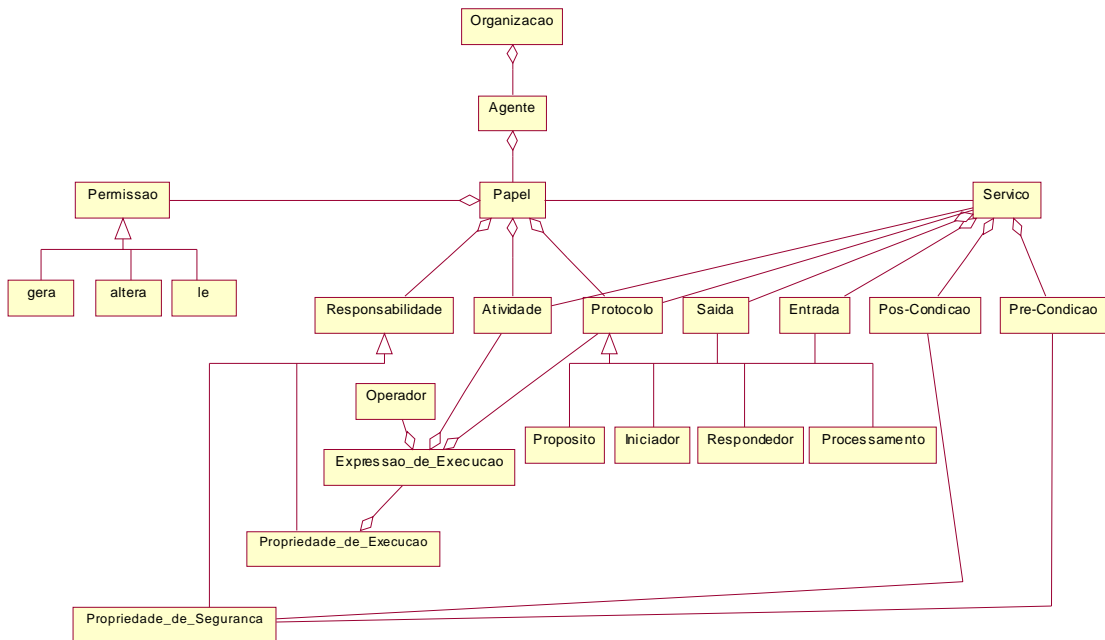 Organizacao
Agente
Permissao
Papel
Servico
gera
altera
le
Responsabilidade
Atividade
Protocolo
Saida
Entrada
Pos-Condicao
Pre-Condicao
Operador
Proposito
Iniciador
Respondedor
Processamento
Expressao_de_Execucao
Propriedade_de_Execucao
Propriedade_de_Seguranca